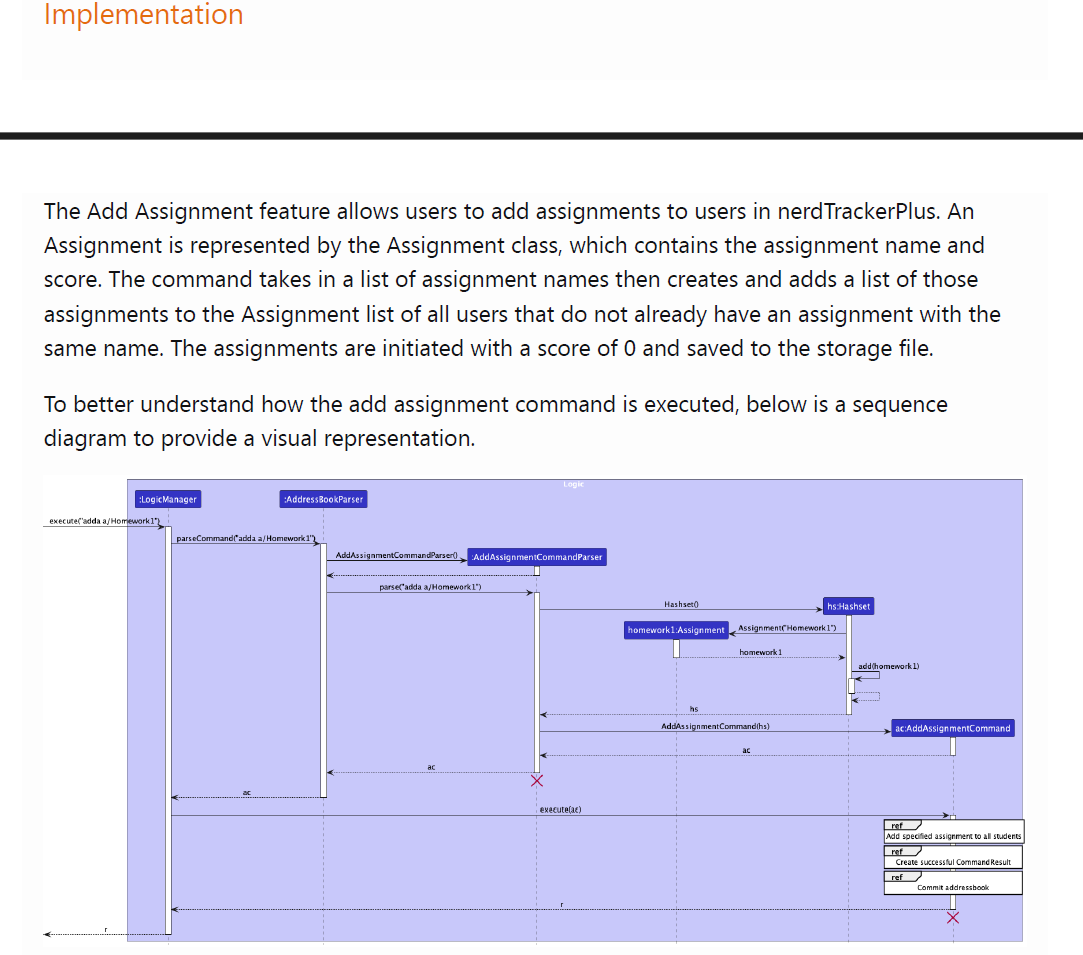 Implementation
The Add Assignment feature allows users to add assignments to users in nerdTrackerPlus. An
Assignment is represented by the Assignment class, which contains the assignment name and
score. The command takes in a list of assignment names then creates and adds a list of those
assignments to the Assignment list of all users that do not already have an assignment with the
same name. The assignments are initiated with a score of 0 and saved to the storage file.
To better understand how the add assignment command is executed, below is a sequence
diagram to provide a visual representation.
Logic
:LogicManager
:AddressBookParser
execute("adda a/Homework1")
parseCommand("adda a/Homework1")
AddAssignmentCommandParser()
:AddAssignmentCommandParser
parse("adda a/Homework1")
Hashset()
hs:Hashset
homework1:Assignment
Assignment("Homework1")
homework1
add(homework1)
hs
AddAssignmentCommand(hs)
ac:AddAssignmentCommand
ac
ac
ac
execute(ac)
ref
Add specified assignment to all students
ref
Create successful CommandResult
ref
Commit addressbook
r
r